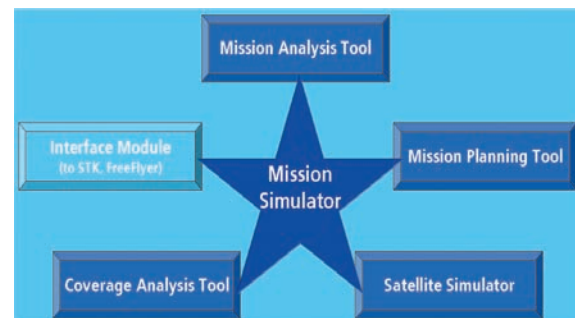 Mission Analysis Tool
Interface Module
(to STK, FreeFlyer)
Mission Planning Tool
Mission
Simulator
Coverage Analysis Tool
Satellite Simulator